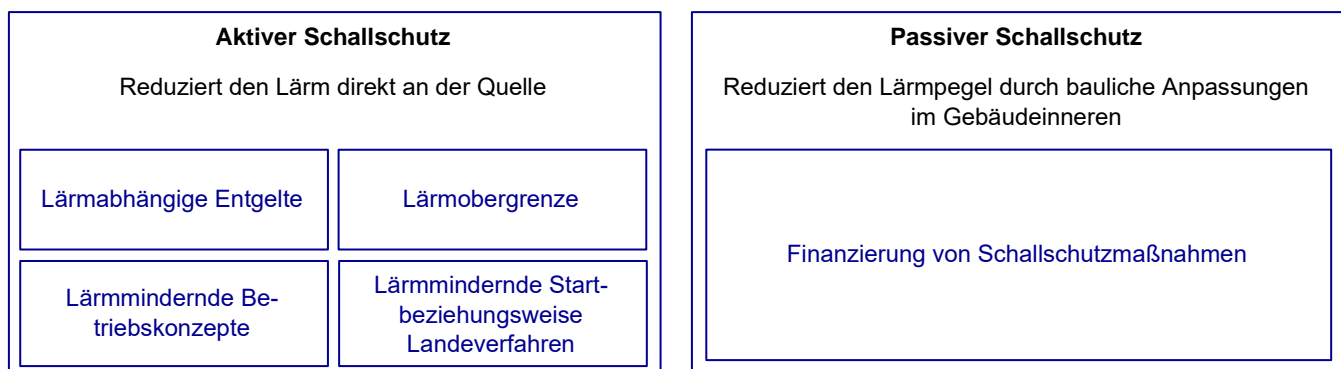 Aktiver Schallschutz
Reduziert den Lärm direkt an der Quelle
Lärmabhängige Entgelte
Lärmobergrenze
Lärmmindernde Be-
triebskonzepte
Lärmmindernde Start-
beziehungsweise
Landeverfahren
Passiver Schallschutz
Reduziert den Lärmpegel durch bauliche Anpassungen
im Gebäudeinneren
Finanzierung von Schallschutzmaßnahmen